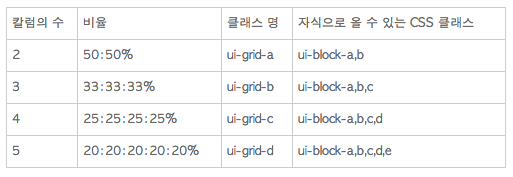 칼럼의 수 비율 클래스 명 자식으로 올 수 있는 CSS 클래스
2 50:50% ui-grid-a ui-block-a,b
3 33:33:33% ui-grid-b ui-block-a,b,c
4 25:25:25:25% ui-grid-c ui-block-a,b,c,d
5 20:20:20:20:20% ui-grid-d ui-block-a,b,c,d,e